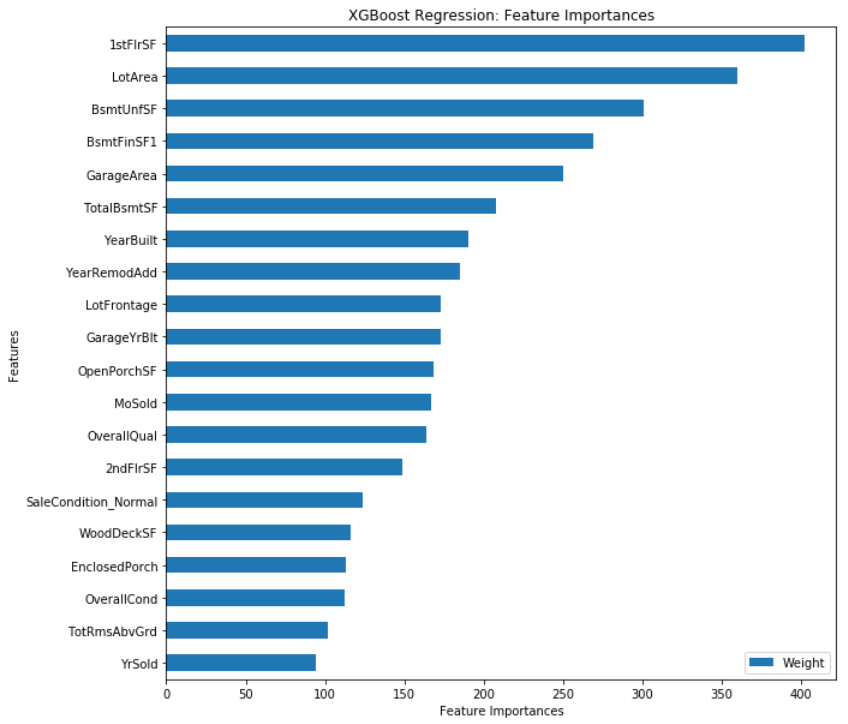 XGBoost Regression: Feature Importances
1stFlrSF
LotArea
BsmtUnfSF
BsmtFinSF1
GarageArea
TotalBsmtSF
YearBuilt
YearRemodAdd
LotFrontage
GarageYrBlt
OpenPorchSF
MoSold
OverallQual
2ndFlrSF
SaleCondition_Normal
WoodDeckSF
EnclosedPorch
OverallCond
TotRmsAbvGrd
YrSold
Features
Weight
0 50 100 150 200 250 300 350 400
Feature Importances